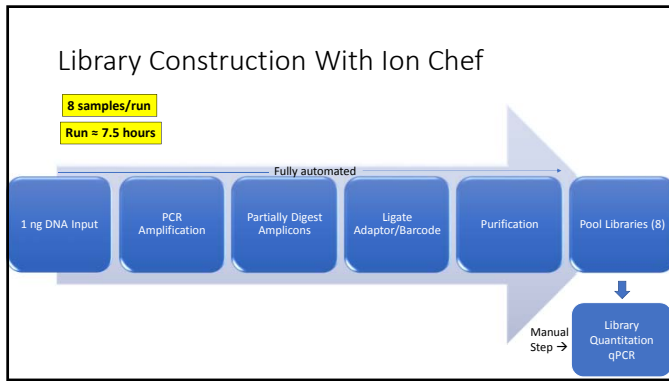 Library Construction With Ion Chef
8 samples/run
Run ≈ 7.5 hours
Fully automated
1 ng DNA Input
PCR
Amplification
Partially Digest
Amplicons
Ligate
Adaptor/Barcode
Purification
Pool Libraries (8)
Manual
Step →
Library
Quantitation
qPCR